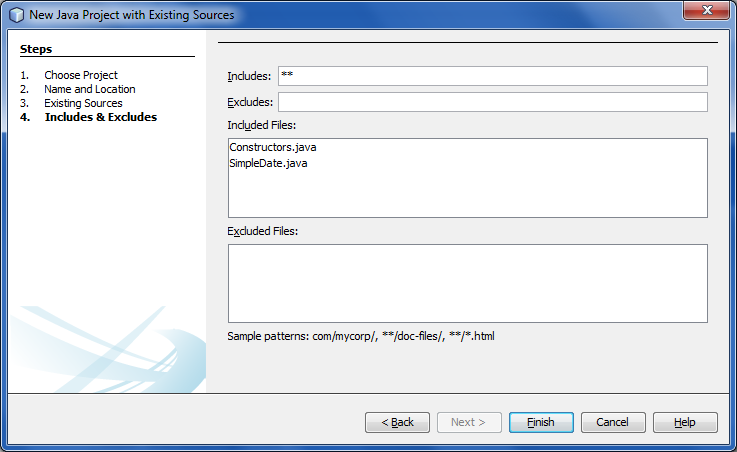 New Java Project with Existing Sources
Steps
1. Choose Project
2. Name and Location
3. Existing Sources
4. Includes & Excludes
Includes: **
Excludes:
Included Files:
Constructors.java
SimpleDate.java
Excluded Files:
Sample patterns: com/mycorp/, **/doc-files/, **/*.html
< Back Next > Finish Cancel Help